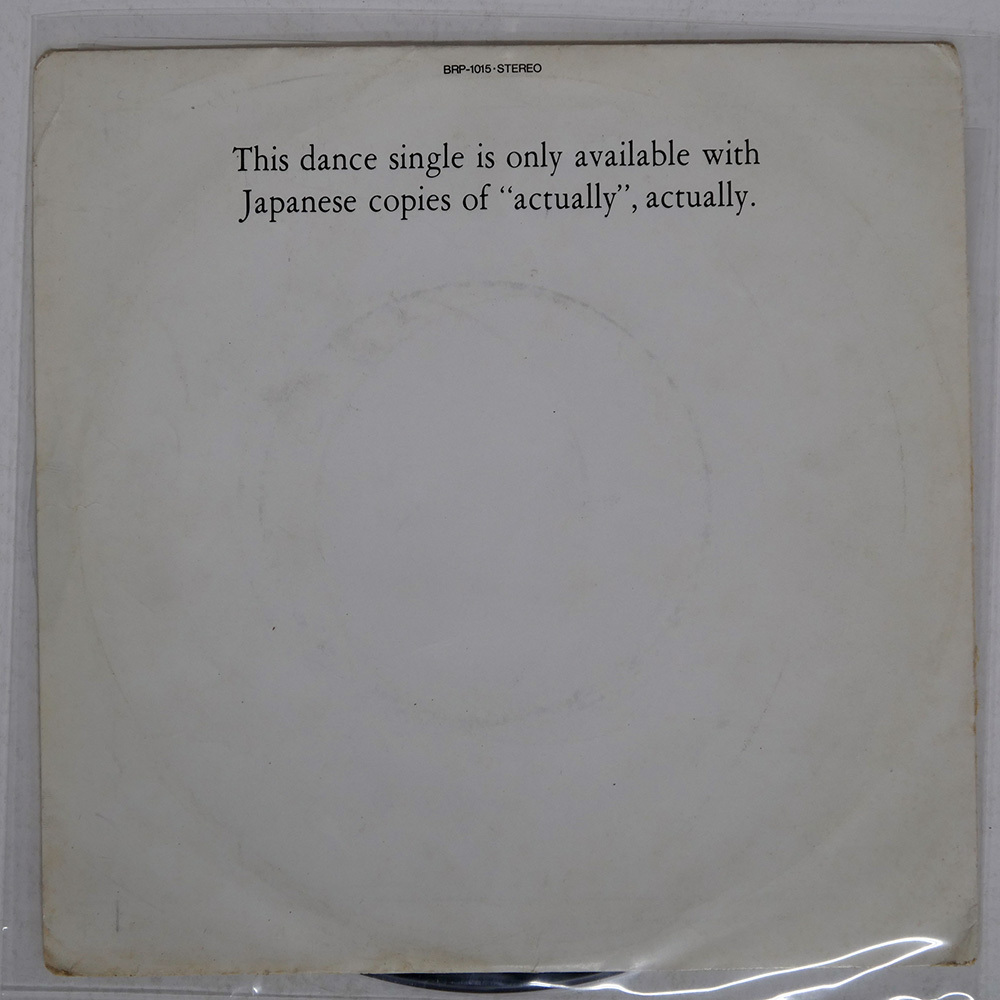 BRP-1015·STEREO
This dance single is only available with
Japanese copies of “actually”, actually.